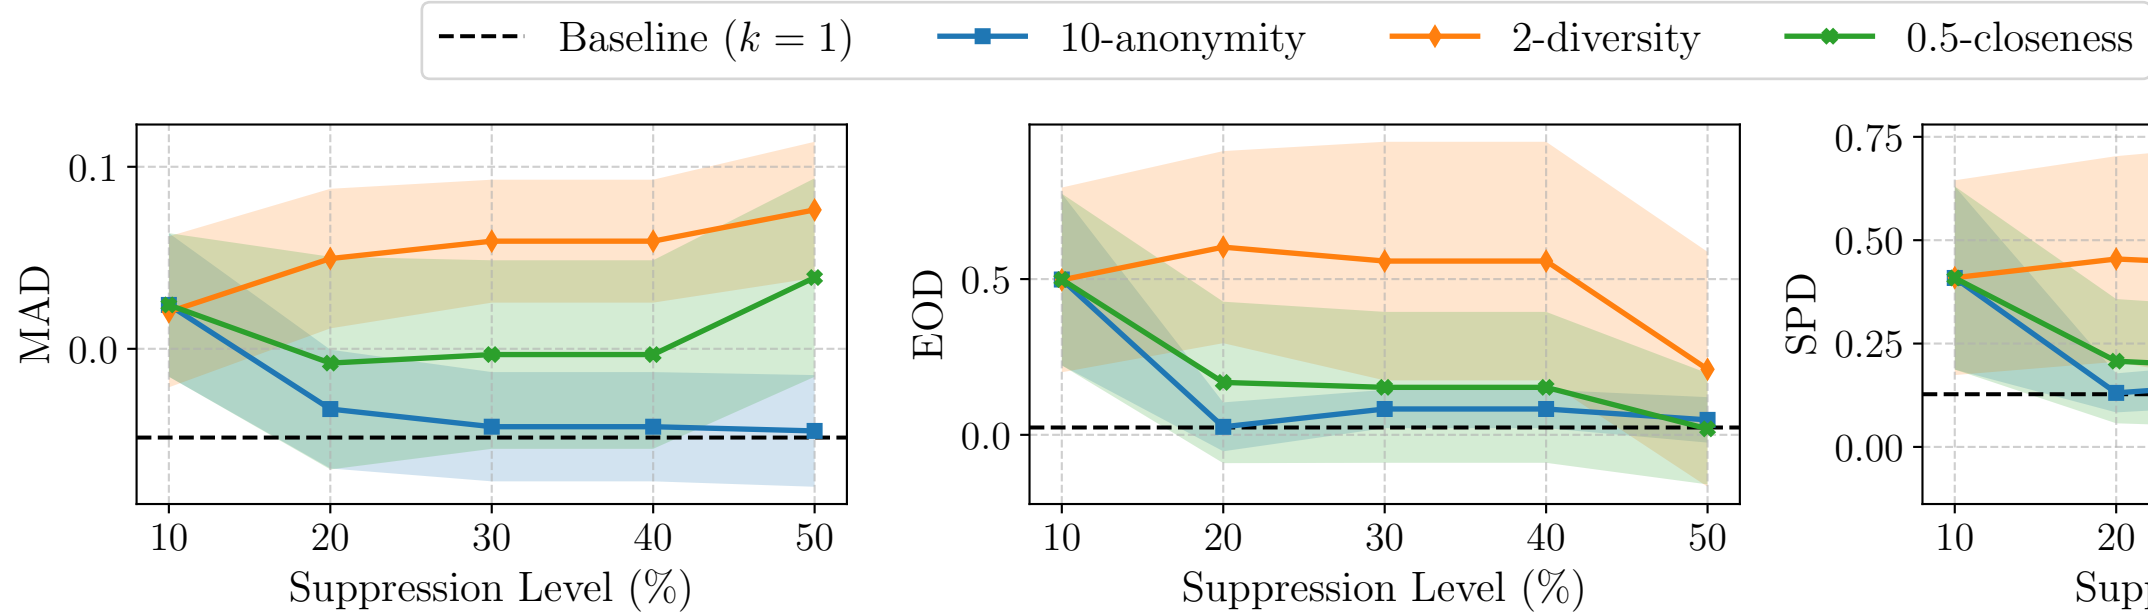 Baseline (k = 1) 10-anonymity 2-diversity 0.5-closeness
MAD
0.1
0.0
10 20 30 40 50
Suppression Level (%)
EOD
0.5
0.0
10 20 30 40 50
Suppression Level (%)
SPD
0.75
0.50
0.25
0.00
10 20
Supp